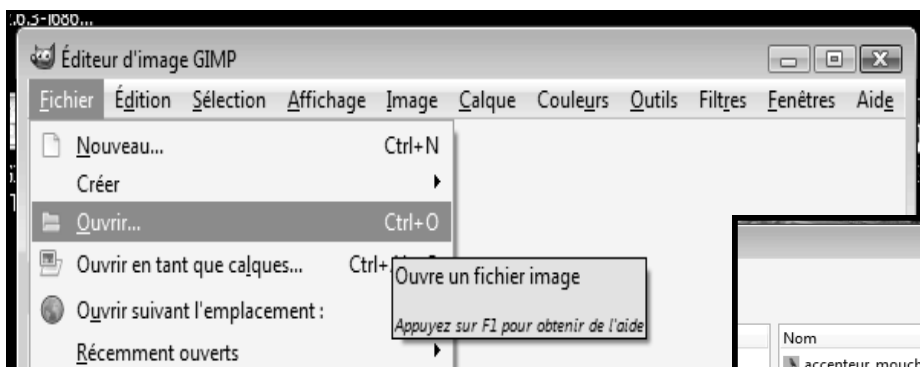 Éditeur d'image GIMP
Fichier Édition Sélection Affichage Image Calque Couleurs Outils Filtres Fenêtres Aide
Nouveau... Ctrl+N
Créer
Ouvrir... Ctrl+O
Ouvrir en tant que calques... Ctrl+
Ouvre un fichier image
Ouvrir suivant l'emplacement :
Appuyez sur F1 pour obtenir de l'aide
Récemment ouverts
Nom
accenteur mouch